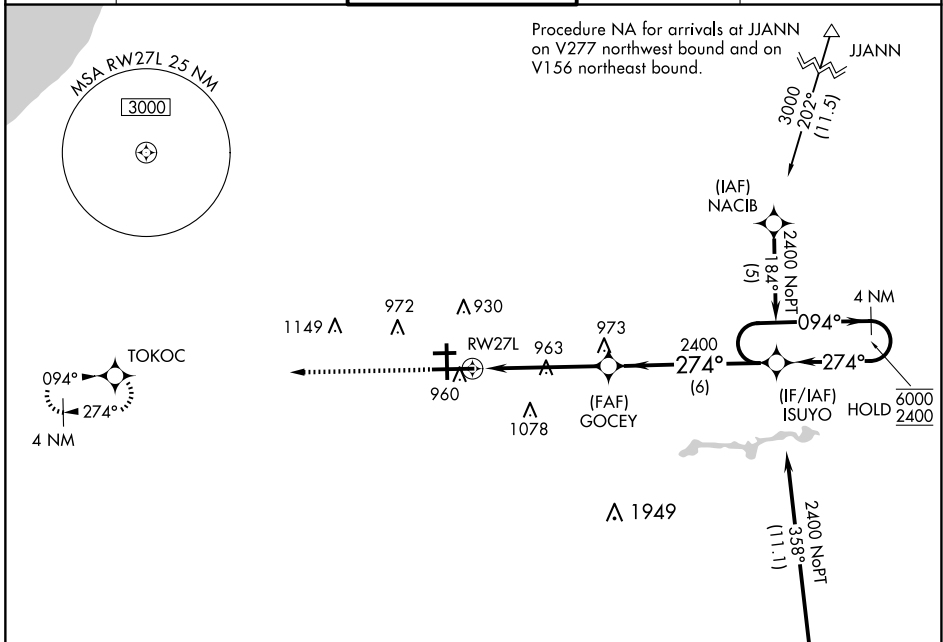 Procedure NA for arrivals at JJANN
on V277 northwest bound and on
V156 northeast bound.
JJANN
MSA RW27L 25 NM
3000
3000
202°
(11.5)
(IAF)
NACIB
2400 NoPT
184°
(5)
4 NM
094°
972
930
1149
RW27L
963
973
2400
274°
(6)
274°
TOKOC
094°
274°
4 NM
960
1078
(FAF)
GOCEY
(IF/IAF)
ISUYO
HOLD
6000
2400
1949
2400 NoPT
358°
(11.1)